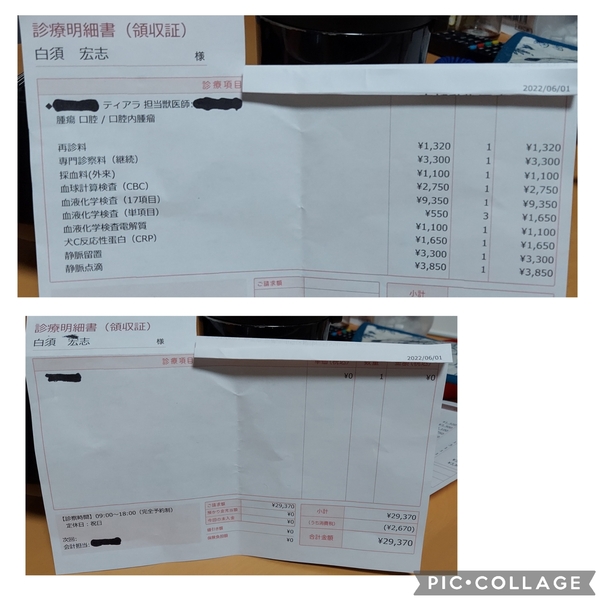 診療明細書（領収証）
白須 宏志 様
診療項目
2022/06/01
ティアラ 担当獣医師:
腫瘍 口腔 / 口腔内腫瘤
再診料 ¥1,320 1 ¥1,320
専門診察料（継続） ¥3,300 1 ¥3,300
採血料(外来) ¥1,100 1 ¥1,100
血球計算検査（CBC） ¥2,750 1 ¥2,750
血液化学検査（17項目） ¥9,350 1 ¥9,350
血液化学検査（単項目） ¥550 3 ¥1,650
血液化学検査電解質 ¥1,100 1 ¥1,100
犬C反応性蛋白（CRP） ¥1,650 1 ¥1,650
静脈留置 ¥3,300 1 ¥3,300
静脈点滴 ¥3,850 1 ¥3,850
ご請求額 小計
診療明細書（領収証）
白須 宏志 様
診療項目
2022/06/01
¥0 1 ¥0
【診察時間】09:00～18:00（完全予約制）
定休日：祝日
次回:
会計担当:
ご請求額 ¥29,370
¥0
¥0
¥0
¥0
小計 ¥29,370
(うち消費税) (¥2,670)
合計金額 ¥29,370
PIC•COLLAGE